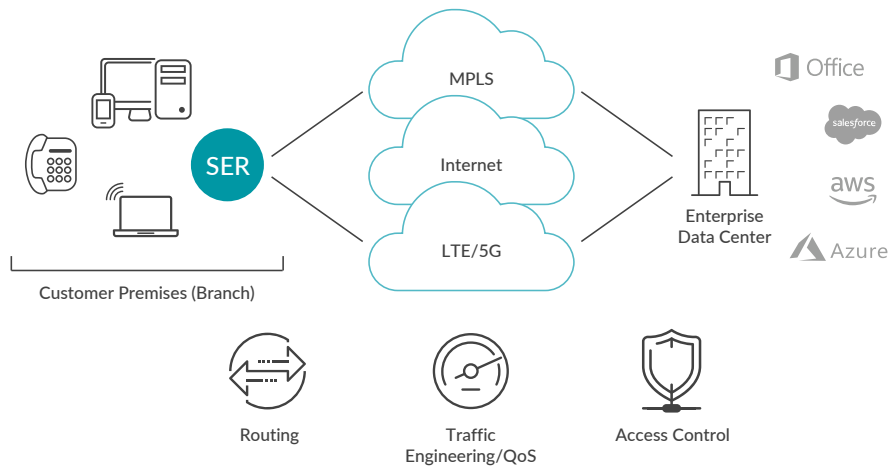 MPLS
Office
salesforce
SER
Internet
aws
Enterprise
Data Center
LTE/5G
Azure
Customer Premises (Branch)
Routing
Traffic
Engineering/QoS
Access Control